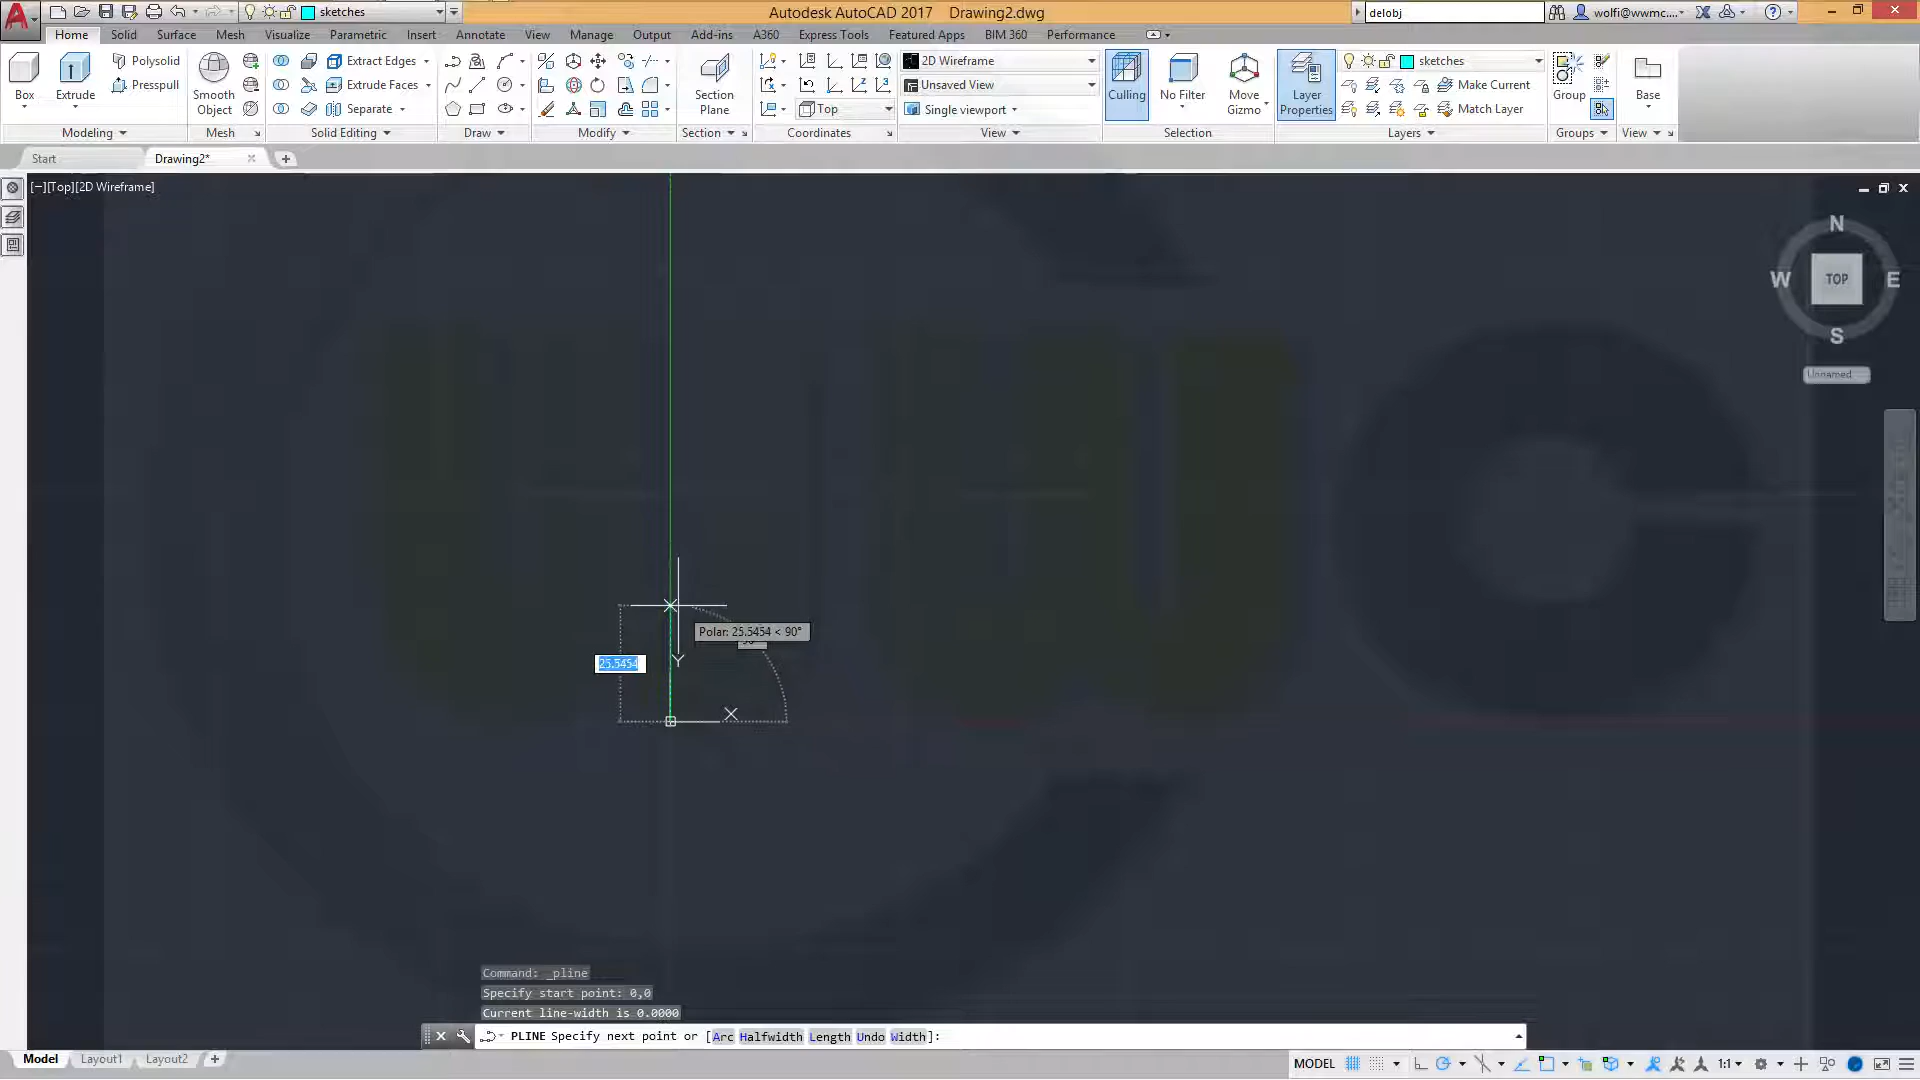 sketches
Autodesk AutoCAD 2017 Drawing2.dwg
delobj
wolfi@wwmc....
Home Solid Surface Mesh Visualize Parametric Insert Annotate View Manage Output Add-ins A360 Express Tools Featured Apps BIM 360 Performance
Polysolid
Extract Edges
2D Wireframe
sketches
Presspull
Extrude Faces
Unsaved View
Make Current
Box
Extrude
Smooth
Object
Separate
Section
Plane
Top
Single viewport
Culling
No Filter
Move
Gizmo
Layer
Properties
Match Layer
Group
Base
Modeling Mesh Solid Editing Draw Modify Section Coordinates View Selection Layers Groups View
Start Drawing2*
[−][Top][2D Wireframe]
N
W TOP E
S
Unnamed
Polar: 25.5454 < 90°
25.5454
Y
X
Command: _pline
Specify start point: 0,0
Current line-width is 0.0000
PLINE Specify next point or [Arc Halfwidth Length Undo Width]:
Model Layout1 Layout2
MODEL 1:1